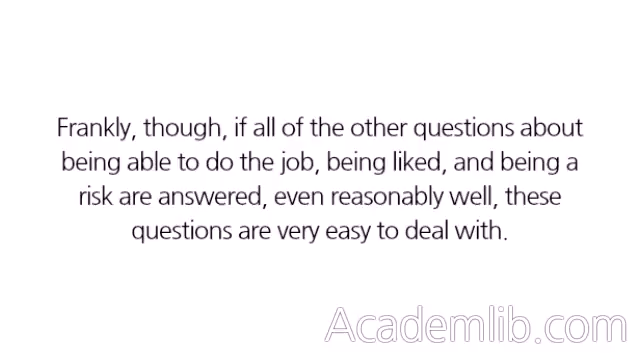 Frankly, though, if all of the other questions about
being able to do the job, being liked, and being a
risk are answered, even reasonably well, these
questions are very easy to deal with.
Academlib.com